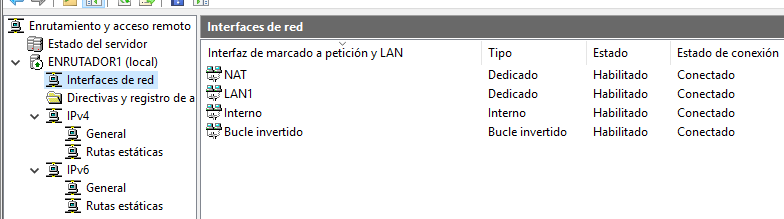 Enrutamiento y acceso remoto
Estado del servidor
ENRUTADOR1 (local)
Interfaces de red
Directivas y registro de a
IPv4
General
Rutas estáticas
IPv6
General
Rutas estáticas
Interfaces de red
Interfaz de marcado a petición y LAN Tipo Estado Estado de conexión
NAT Dedicado Habilitado Conectado
LAN1 Dedicado Habilitado Conectado
Interno Interno Habilitado Conectado
Bucle invertido Bucle invertido Habilitado Conectado